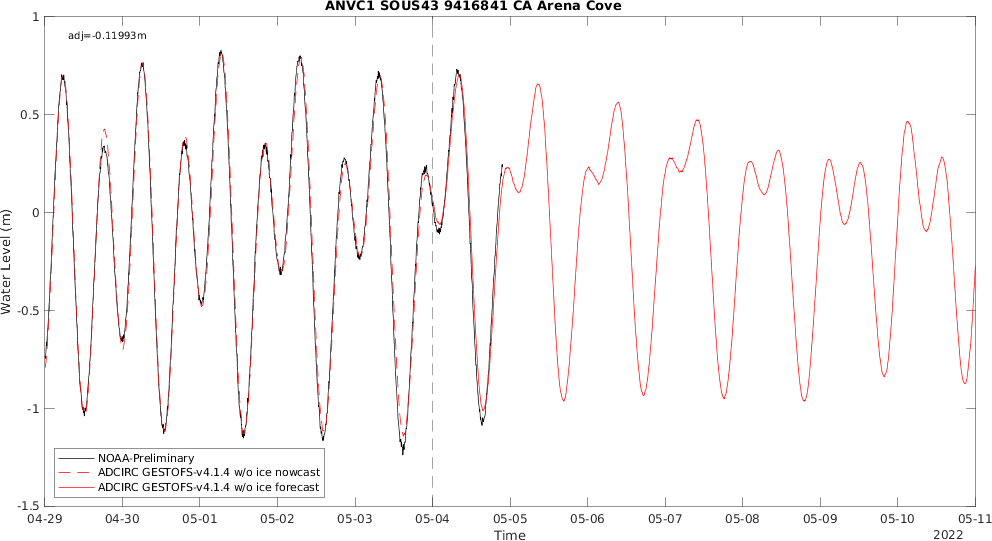 ANVC1 SOUS43 9416841 CA Arena Cove
adj=-0.11993m
1
0.5
0
-0.5
-1
-1.5
Water Level (m)
NOAA-Preliminary
ADCIRC GESTOFS-v4.1.4 w/o ice nowcast
ADCIRC GESTOFS-v4.1.4 w/o ice forecast
04-29 04-30 05-01 05-02 05-03 05-04 05-05 05-06 05-07 05-08 05-09 05-10 05-11
Time
2022